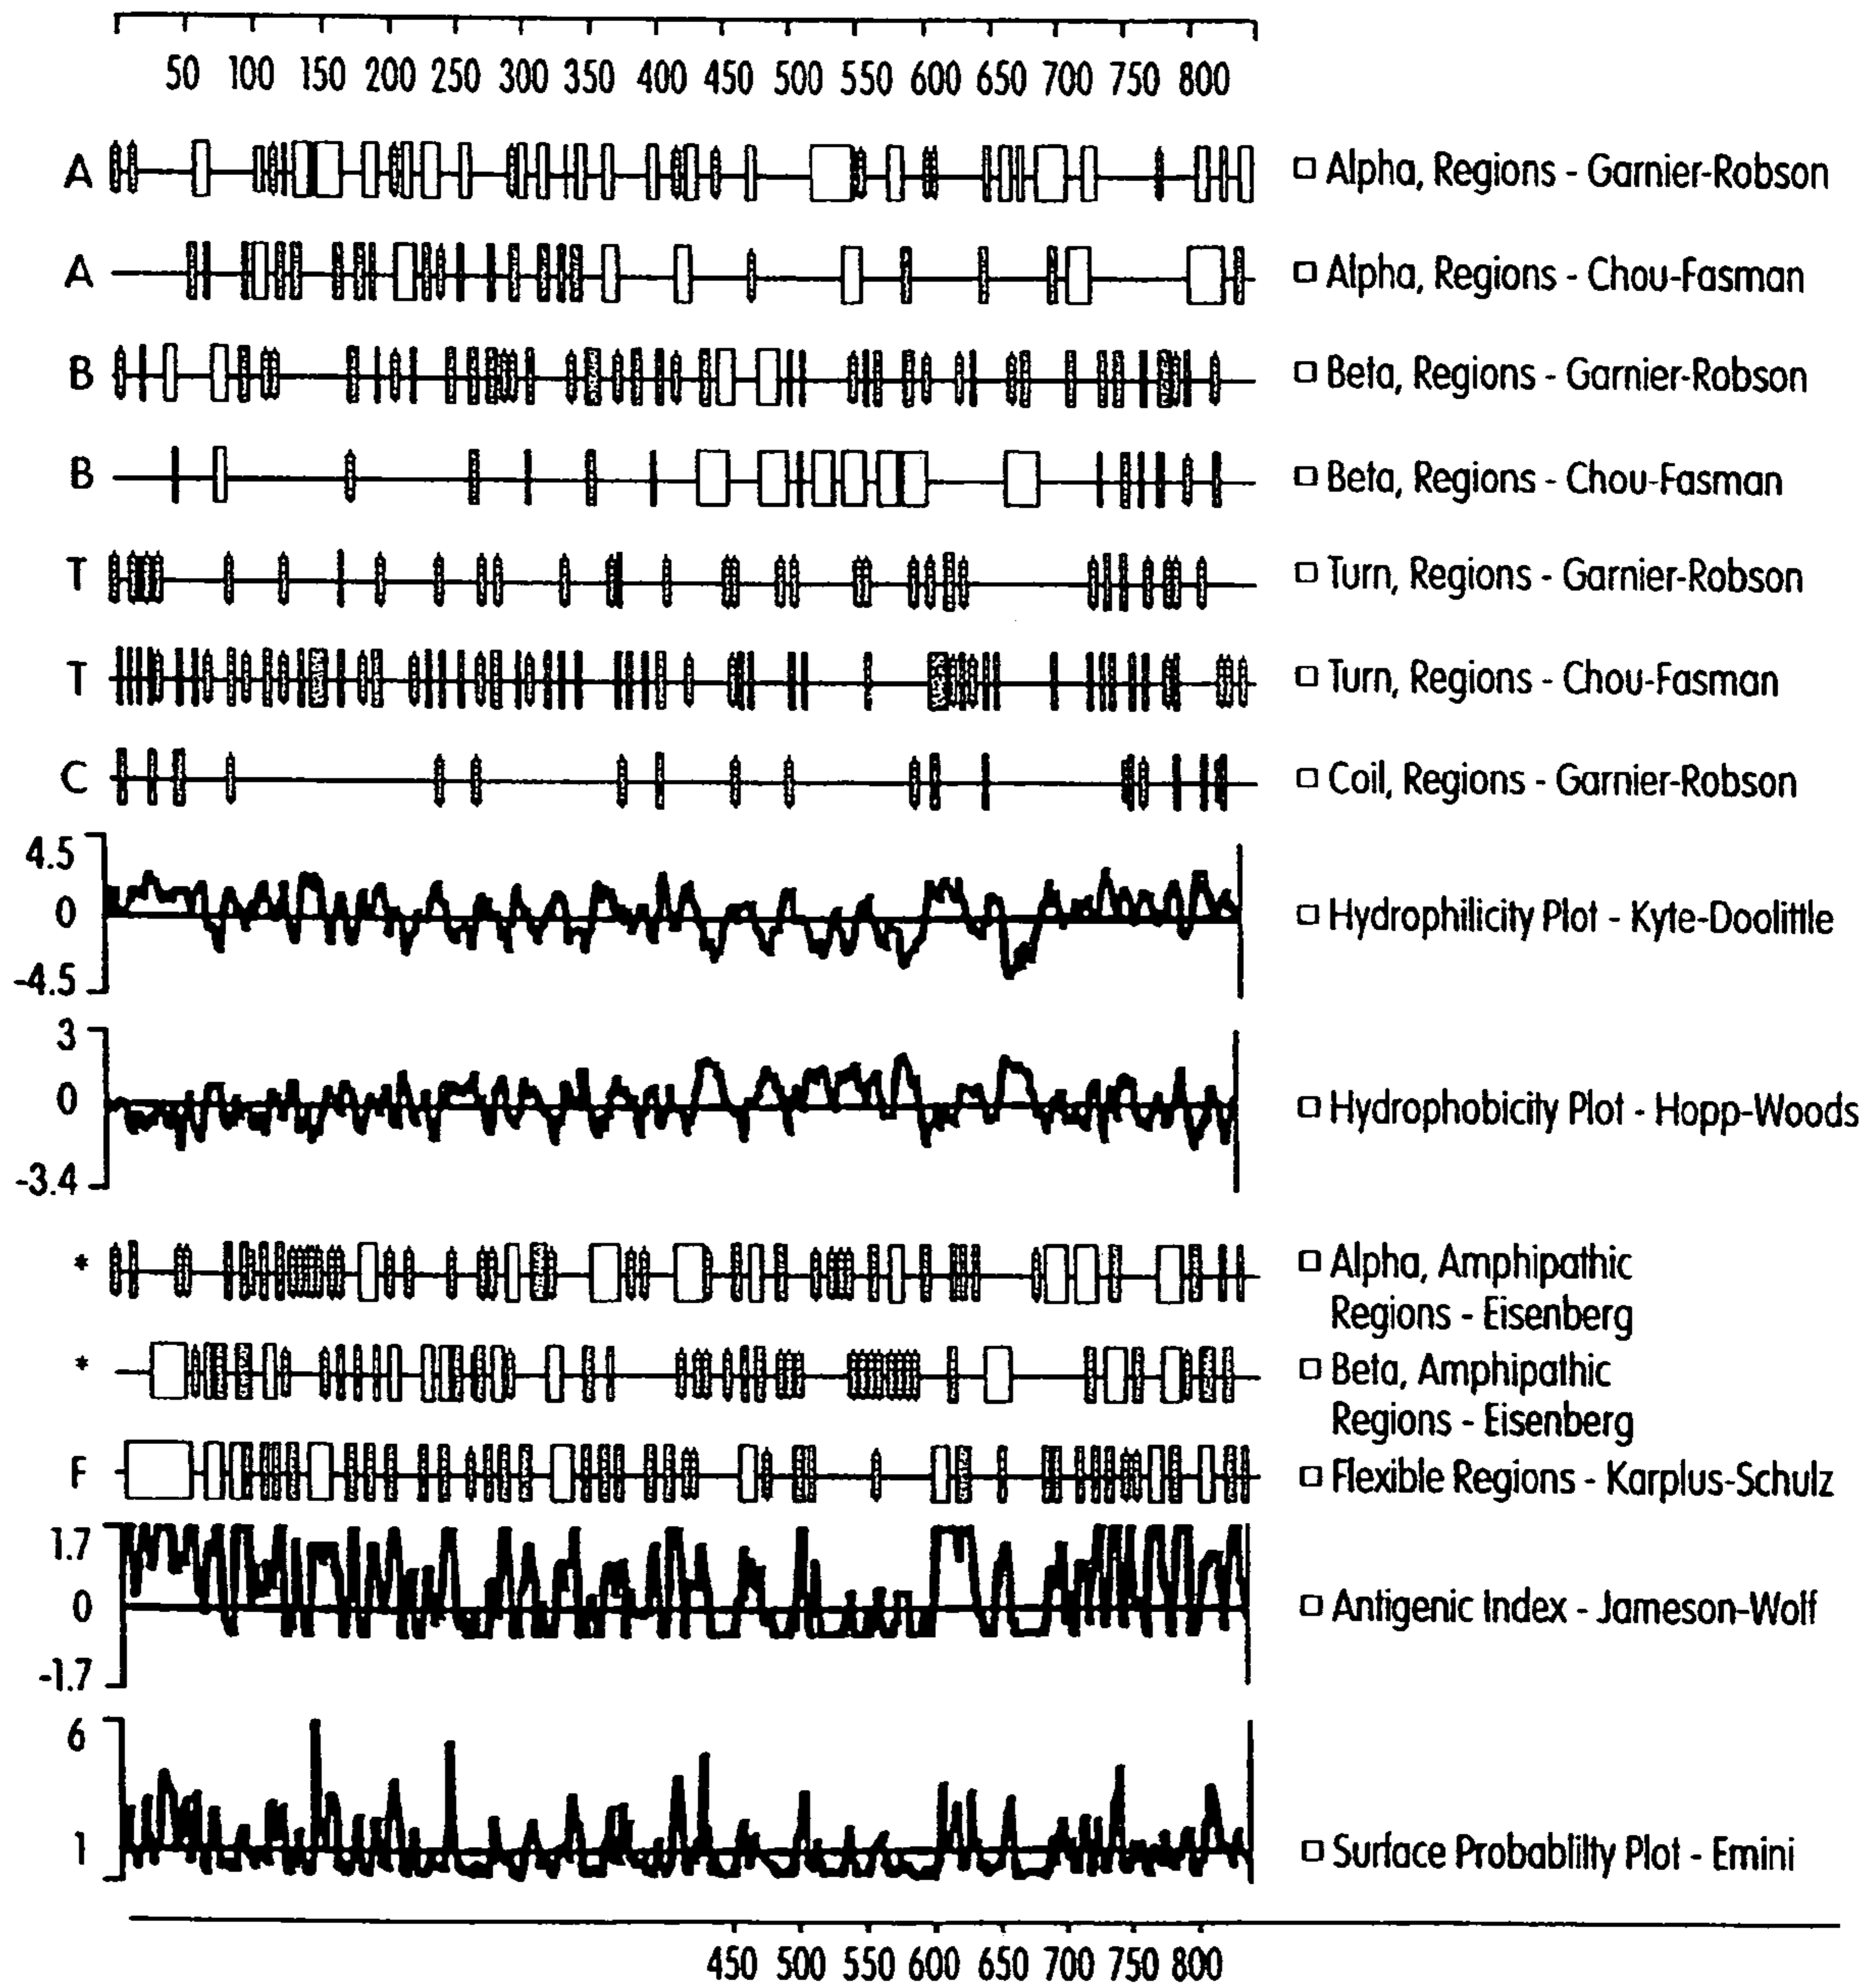 50 100 150 200 250 300 350 400 450 500 550 600 650 700 750 800
A Alpha, Regions - Garnier-Robson
A Alpha, Regions - Chou-Fasman
B Beta, Regions - Garnier-Robson
B Beta, Regions - Chou-Fasman
T Turn, Regions - Garnier-Robson
T Turn, Regions - Chou-Fasman
C Coil, Regions - Garnier-Robson
4.5
0 Hydrophilicity Plot - Kyte-Doolittle
-4.5
3
0 Hydrophobicity Plot - Hopp-Woods
-3.4
* Alpha, Amphipathic
Regions - Eisenberg
* Beta, Amphipathic
Regions - Eisenberg
F Flexible Regions - Karplus-Schulz
1.7
0 Antigenic Index - Jameson-Wolf
-1.7
6
1 Surface Probablilty Plot - Emini
450 500 550 600 650 700 750 800